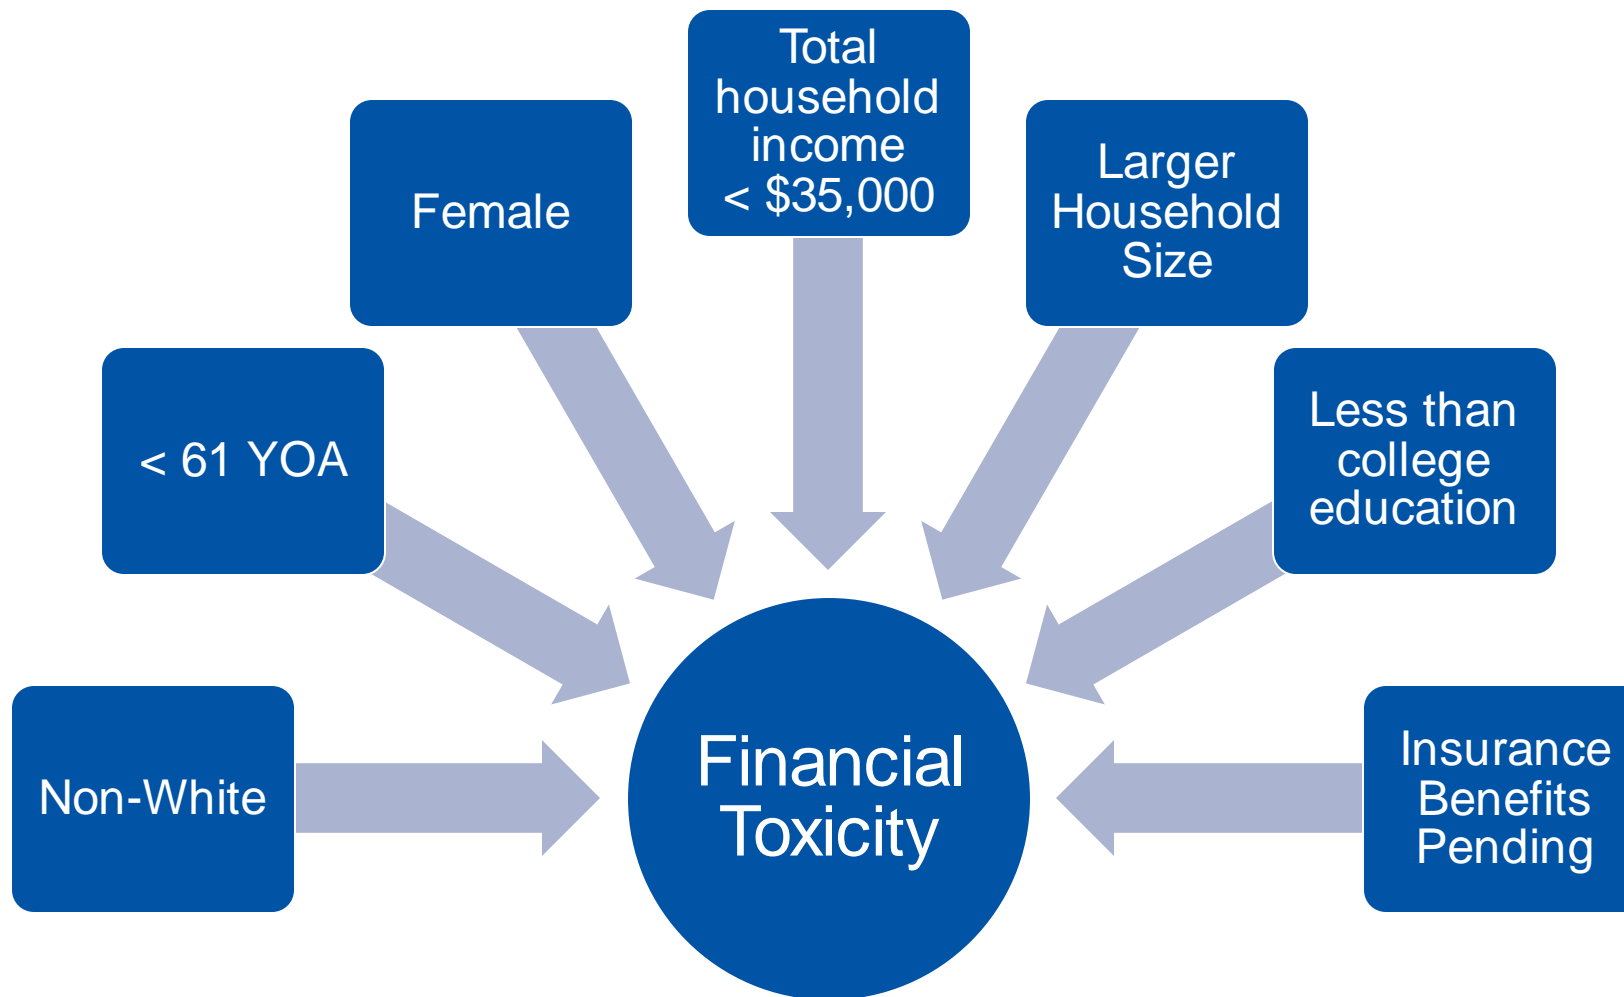 Total
household
income
< $35,000
Female
Larger
Household
Size
< 61 YOA
Less than
college
education
Non-White
Financial
Toxicity
Insurance
Benefits
Pending